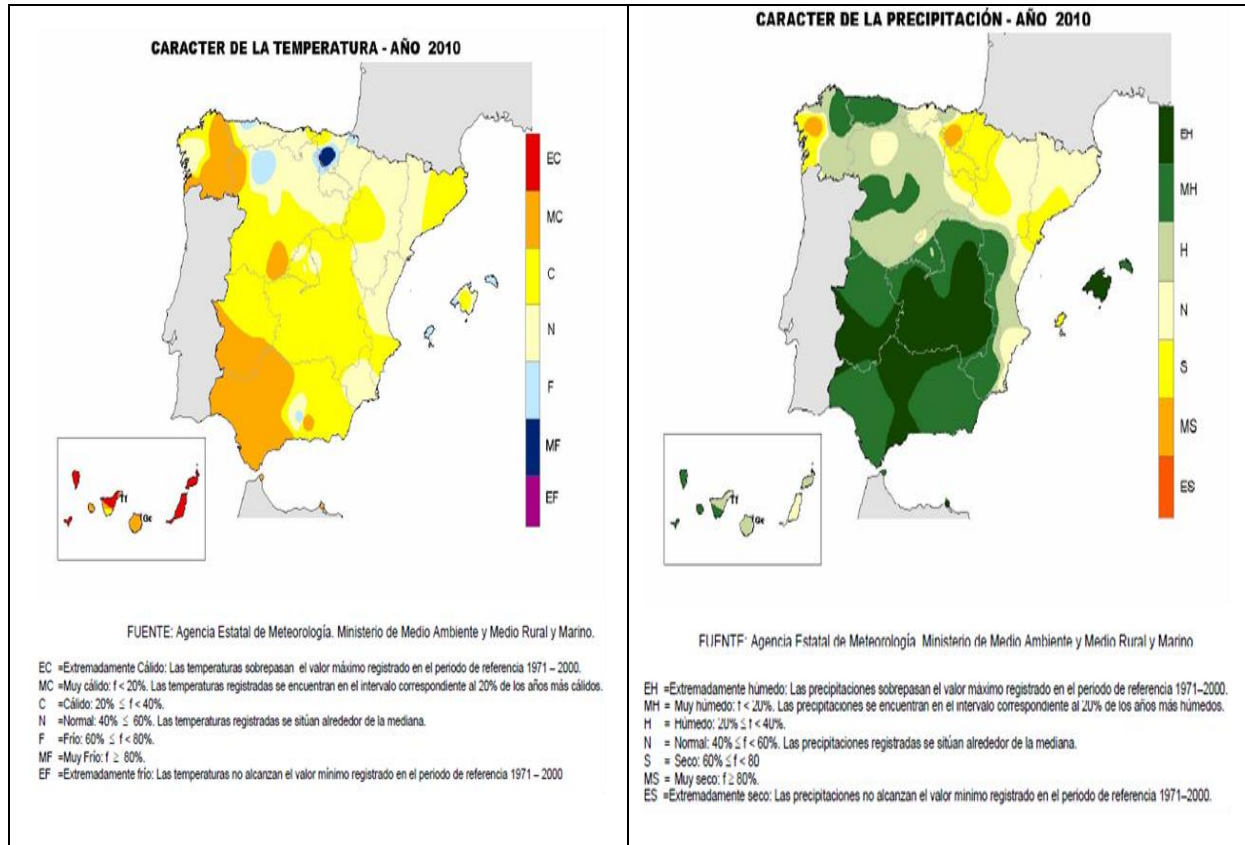 CARACTER DE LA TEMPERATURA - AÑO 2010
EC
MC
C
N
F
MF
EF
Tf
Gc
FUENTE: Agencia Estatal de Meteorología. Ministerio de Medio Ambiente y Medio Rural y Marino.
EC =Extremadamente Cálido: Las temperaturas sobrepasan el valor máximo registrado en el periodo de referencia 1971 – 2000.
MC =Muy cálido: f < 20%. Las temperaturas registradas se encuentran en el intervalo correspondiente al 20% de los años más cálidos.
C =Cálido: 20% ≤ f < 40%.
N =Normal: 40% ≤ f < 60%. Las temperaturas registradas se sitúan alrededor de la mediana.
F =Frío: 60% ≤ f < 80%.
MF =Muy Frío: f ≥ 80%.
EF =Extremadamente frío: Las temperaturas no alcanzan el valor mínimo registrado en el periodo de referencia 1971 – 2000
CARACTER DE LA PRECIPITACIÓN - AÑO 2010
EH
MH
H
N
S
MS
ES
Tf
Gc
FUENTE: Agencia Estatal de Meteorología. Ministerio de Medio Ambiente y Medio Rural y Marino
EH =Extremadamente húmedo: Las precipitaciones sobrepasan el valor máximo registrado en el periodo de referencia 1971–2000.
MH = Muy húmedo: f < 20%. Las precipitaciones se encuentran en el intervalo correspondiente al 20% de los años más húmedos.
H = Húmedo: 20% ≤ f < 40%.
N = Normal: 40% ≤ f < 60%. Las precipitaciones registradas se sitúan alrededor de la mediana.
S = Seco: 60% ≤ f < 80
MS = Muy seco: f ≥ 80%.
ES =Extremadamente seco: Las precipitaciones no alcanzan el valor mínimo registrado en el periodo de referencia 1971–2000.